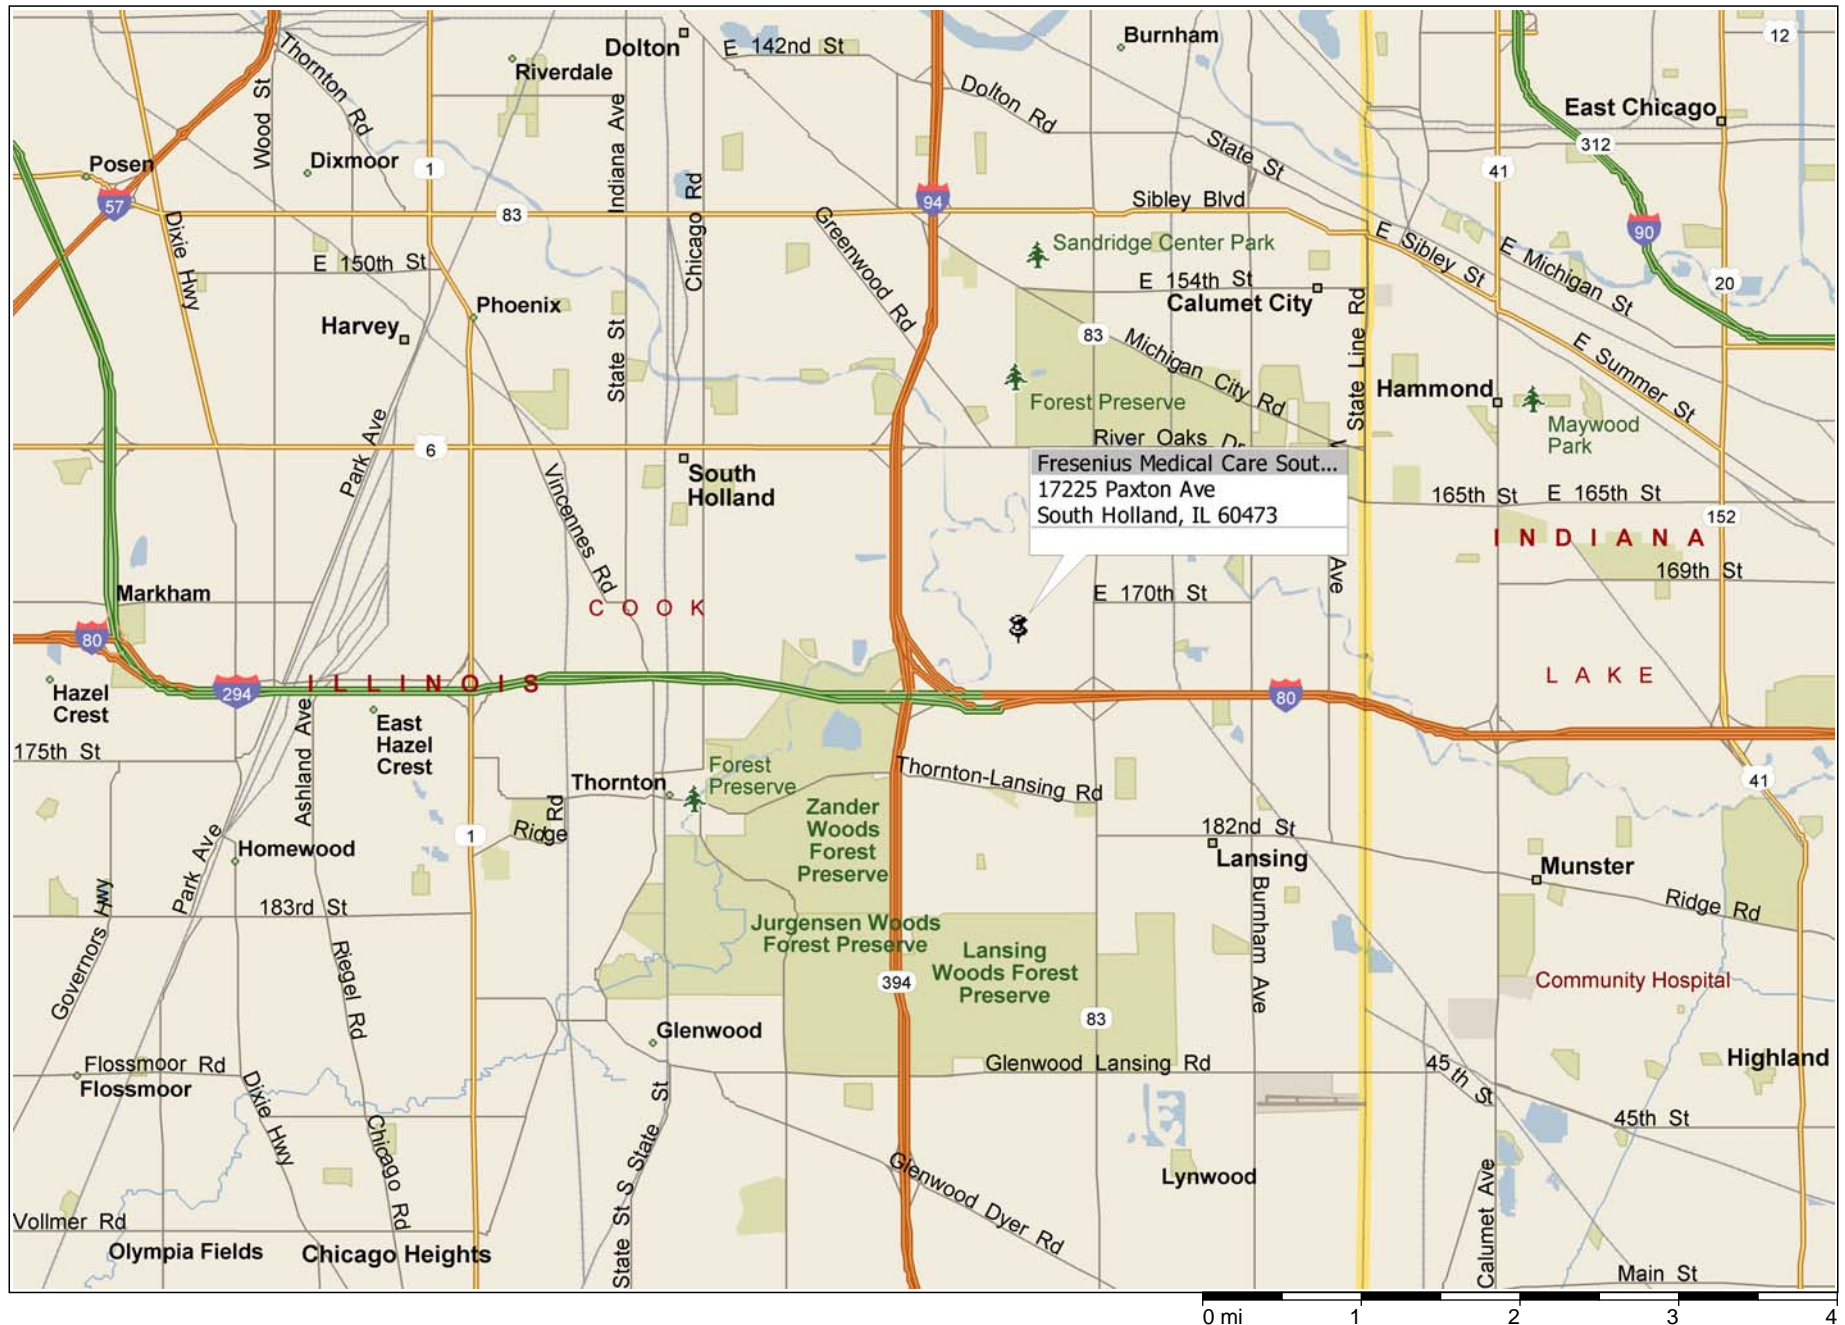 Dolton
E 142nd St
Burnham
12
Thornton Rd
Riverdale
Wood St
Indiana Ave
Dolton Rd
East Chicago
Posen
Dixmoor
1
State St
312
41
57
83
Chicago Rd
94
Sibley Blvd
Dixie Hwy
Greenwood Rd
Sandridge Center Park
E Sibley St
E Michigan St
90
E 150th St
E 154th St
20
Phoenix
Calumet City
Harvey
State St
83
Michigan City Rd
State Line Rd
E Summer St
Forest Preserve
Hammond
Maywood
Park
Park Ave
6
River Oaks Dr
South
Holland
Vincennes Rd
Fresenius Medical Care Sout...
17225 Paxton Ave
South Holland, IL 60473
165th St
E 165th St
152
INDIANA
169th St
Markham
COOK
E 170th St
Ave
80
ILLINOIS
294
80
LAKE
Hazel
Crest
East
Hazel
Crest
175th St
Ashland Ave
Thornton
Forest
Preserve
Thornton-Lansing Rd
41
Zander
Woods
Forest
Preserve
Ridge Rd
1
182nd St
Lansing
Park Ave
Homewood
Munster
Governors Hwy
183rd St
Burnham Ave
Ridge Rd
Riegel Rd
Jurgensen Woods
Forest Preserve
Lansing
Woods Forest
Preserve
394
Community Hospital
83
Glenwood
Flossmoor Rd
Flossmoor
Glenwood Lansing Rd
45th St
Highland
Dixie Hwy
Chicago Rd
State St
S State St
45th St
Glenwood Dyer Rd
Lynwood
Calumet Ave
Vollmer Rd
Olympia Fields
Chicago Heights
Main St
0 mi 1 2 3 4